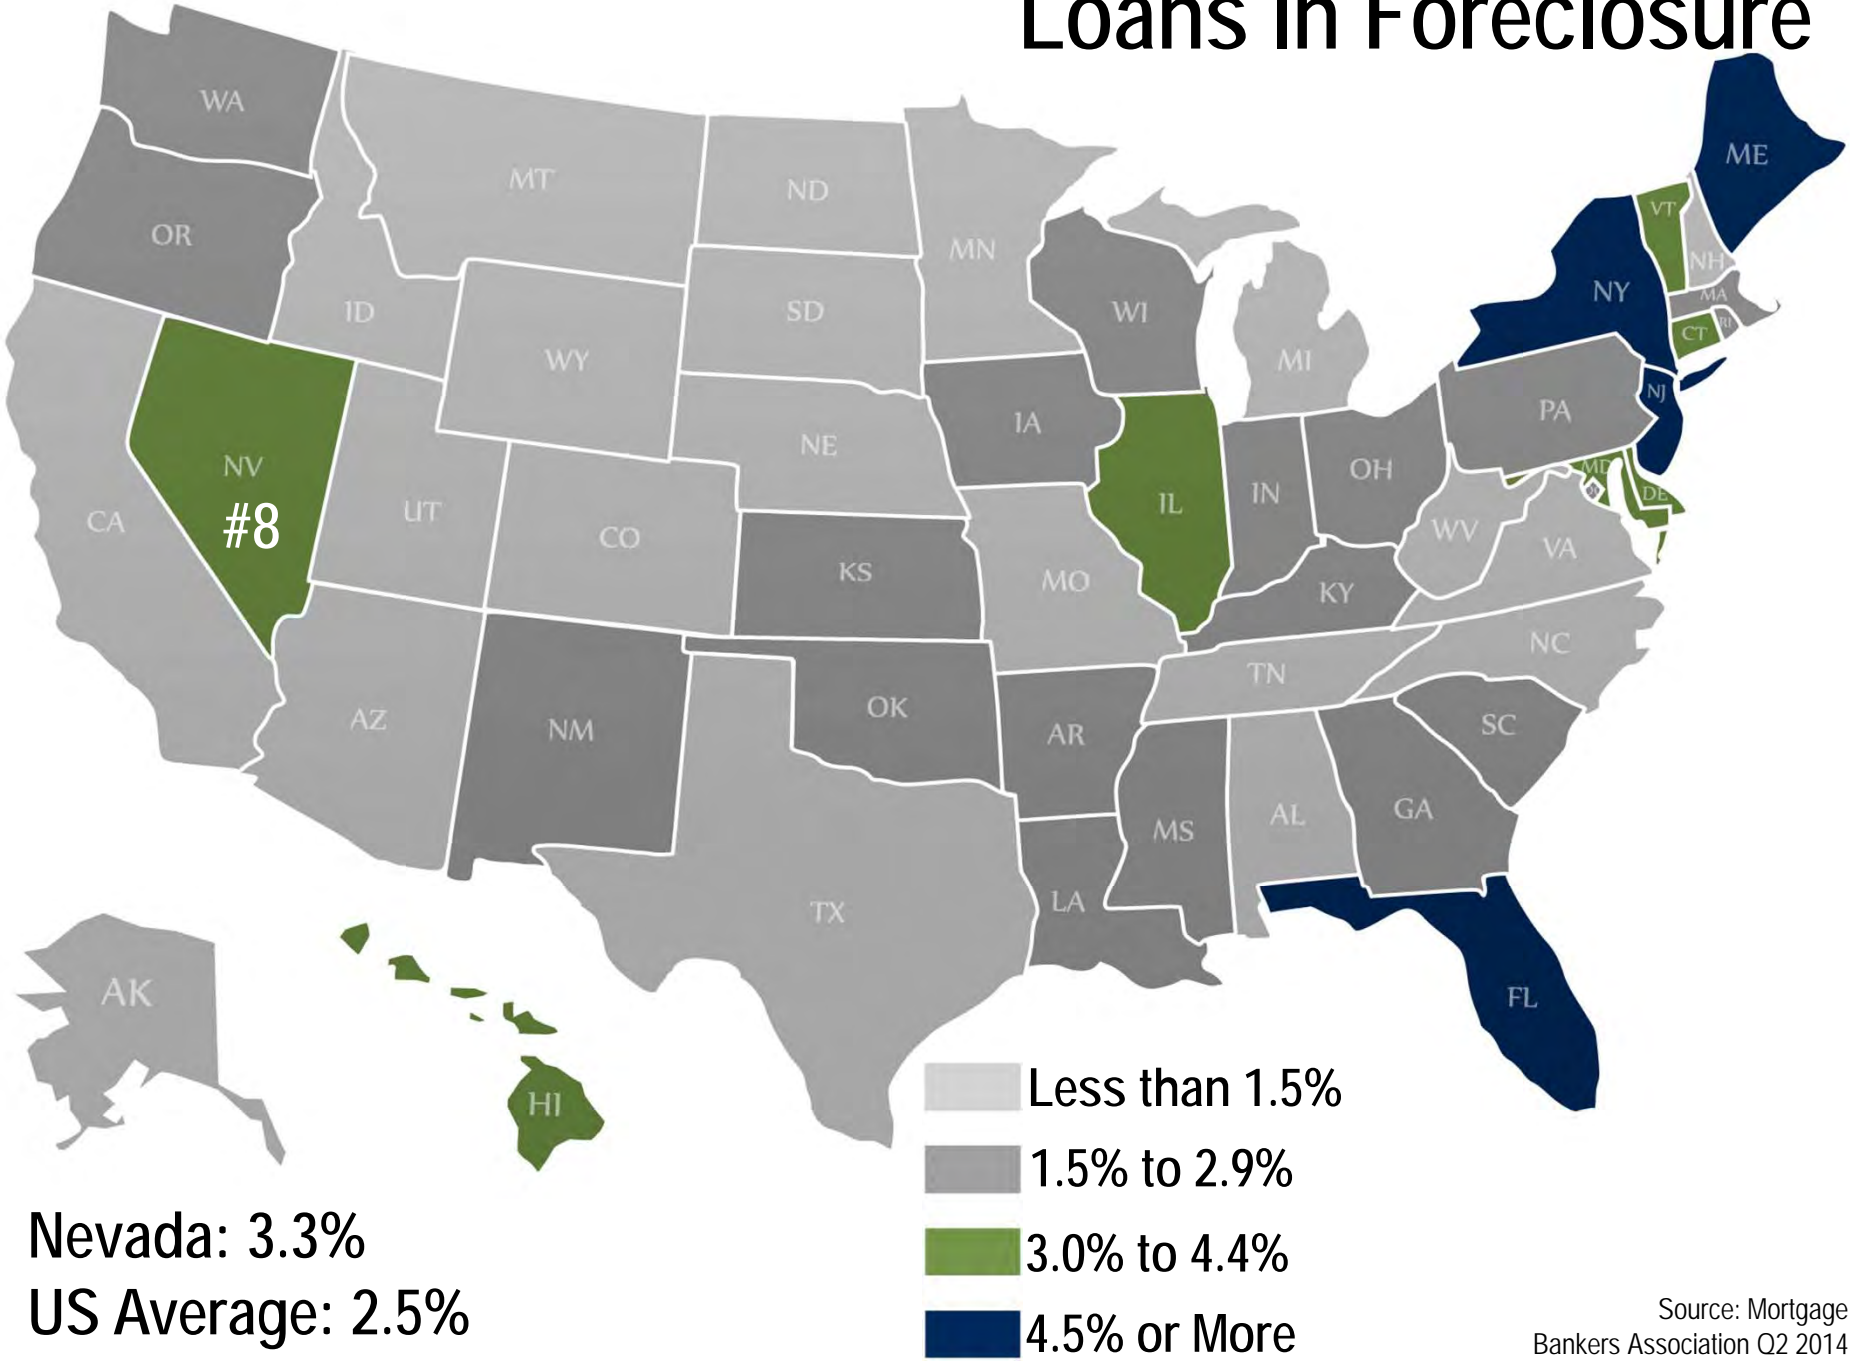 Loans in Foreclosure
WA
ME
MT
ND
VT
OR
MN
NH
NY
MA
ID
SD
WI
RI
CT
WY
MI
NJ
PA
IA
NE
NV
OH
MD
#8
IN
DE
CA
UT
IL
CO
WV
VA
KS
MO
KY
NC
TN
AZ
NM
OK
AR
SC
MS
AL
GA
LA
TX
AK
FL
HI
Less than 1.5%
1.5% to 2.9%
3.0% to 4.4%
4.5% or More
Nevada: 3.3%
US Average: 2.5%
Source: Mortgage
Bankers Association Q2 2014